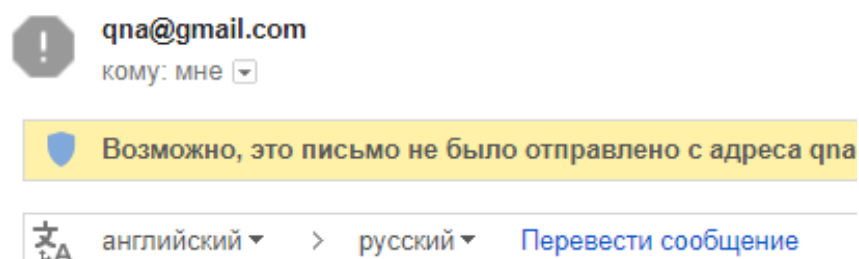 qna@gmail.com
кому: мне
Возможно, это письмо не было отправлено с адреса qna
английский > русский Перевести сообщение